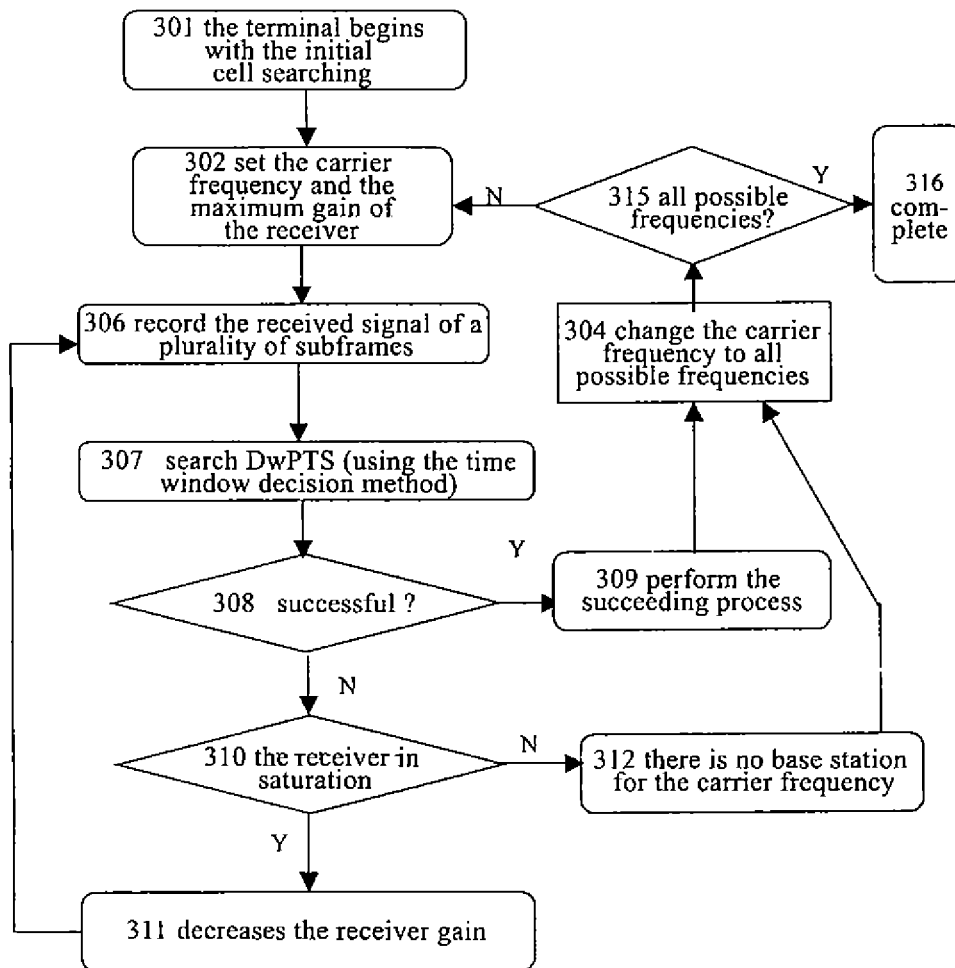 301 the terminal begins
with the initial
cell searching
302 set the carrier
frequency and the
maximum gain of
the receiver
N
315 all possible
frequencies?
Y
316
com-
plete
306 record the received signal of a
plurality of subframes
304 change the carrier
frequency to all
possible frequencies
307 search DwPTS (using the time
window decision method)
308 successful ?
Y
309 perform the
succeeding process
N
310 the receiver in
saturation
N
312 there is no base station
for the carrier frequency
Y
311 decreases the receiver gain